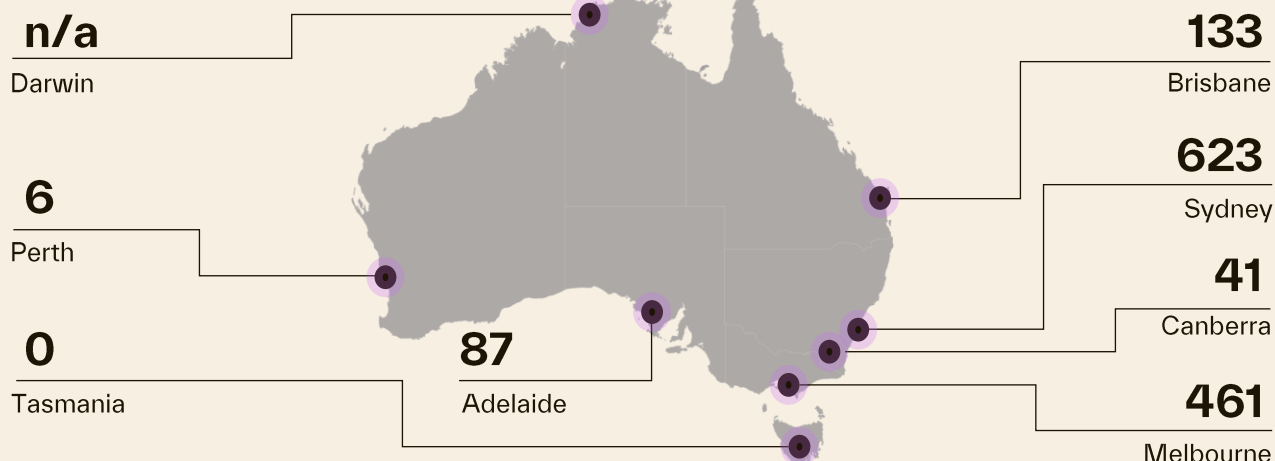 n/a
Darwin
6
Perth
0
Tasmania
87
Adelaide
133
Brisbane
623
Sydney
41
Canberra
461
Melbourne